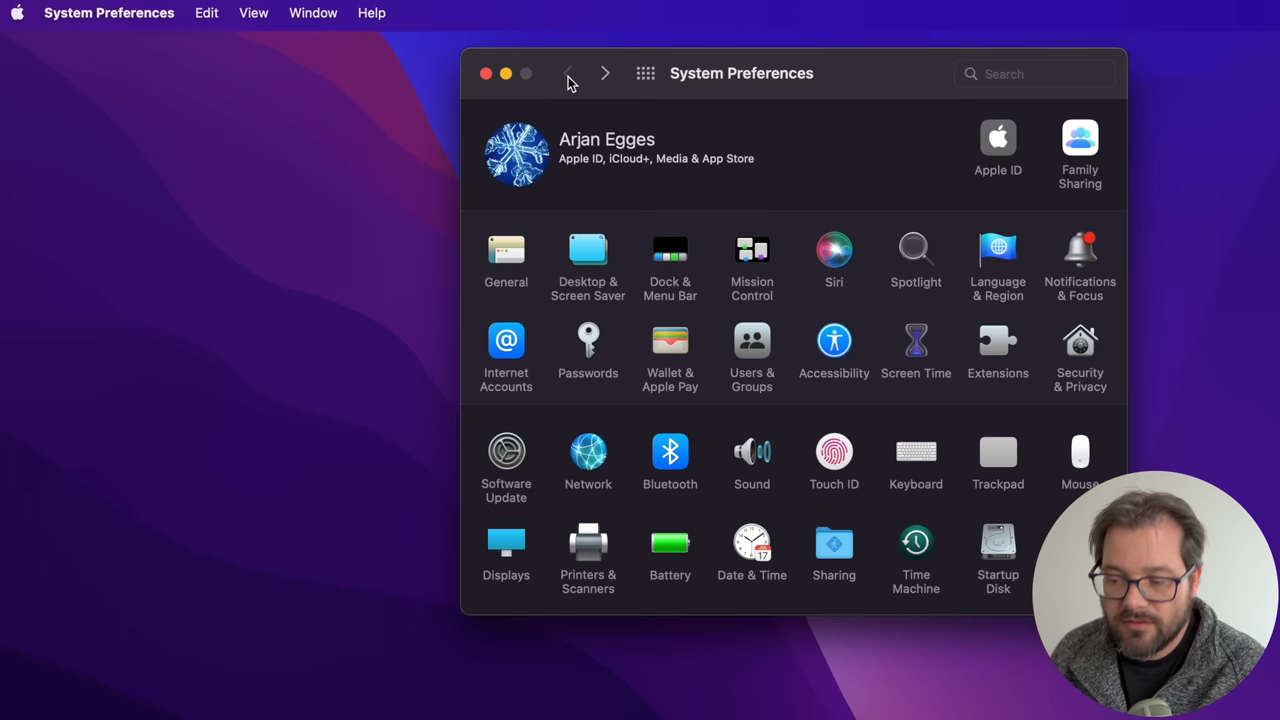 System Preferences Edit View Window Help
System Preferences
Search
Arjan Egges
Apple ID, iCloud+, Media & App Store
Apple ID
Family
Sharing
General
Desktop &
Screen Saver
Dock &
Menu Bar
Mission
Control
Siri
Spotlight
Language
& Region
Notifications
& Focus
Internet
Accounts
Passwords
Wallet &
Apple Pay
Users &
Groups
Accessibility
Screen Time
Extensions
Security
& Privacy
Software
Update
Network
Bluetooth
Sound
Touch ID
Keyboard
Trackpad
Mouse
Displays
Printers &
Scanners
Battery
JUL
17
Date & Time
Sharing
Time
Machine
Startup
Disk